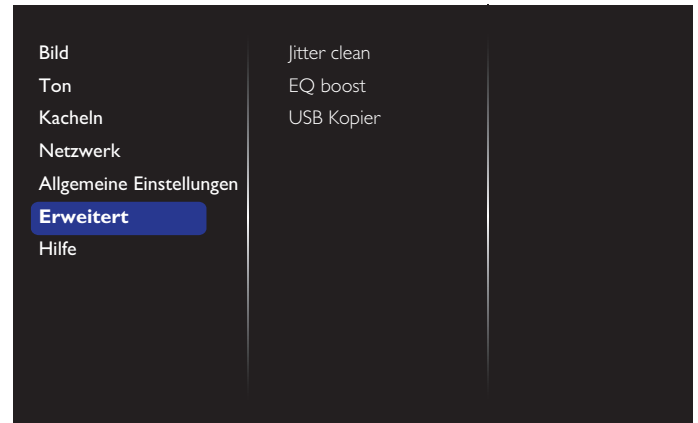 Bild
Ton
Kacheln
Netzwerk
Allgemeine Einstellungen
Erweitert
Hilfe
Jitter clean
EQ boost
USB Kopier